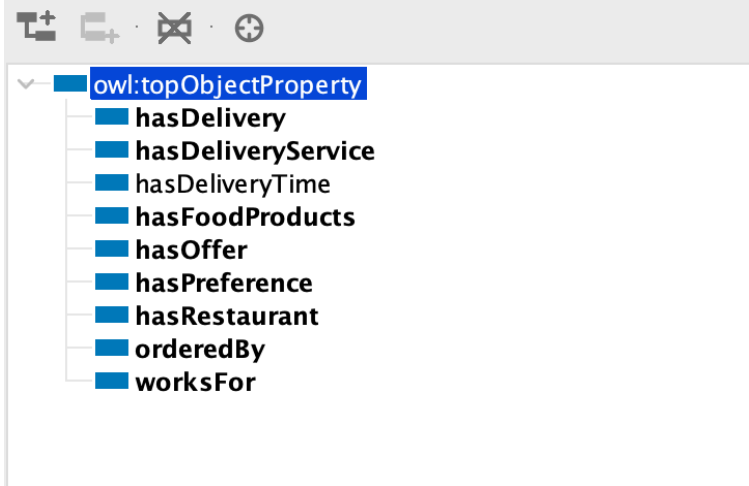 owl:topObjectProperty
hasDelivery
hasDeliveryService
hasDeliveryTime
hasFoodProducts
hasOffer
hasPreference
hasRestaurant
orderedBy
worksFor